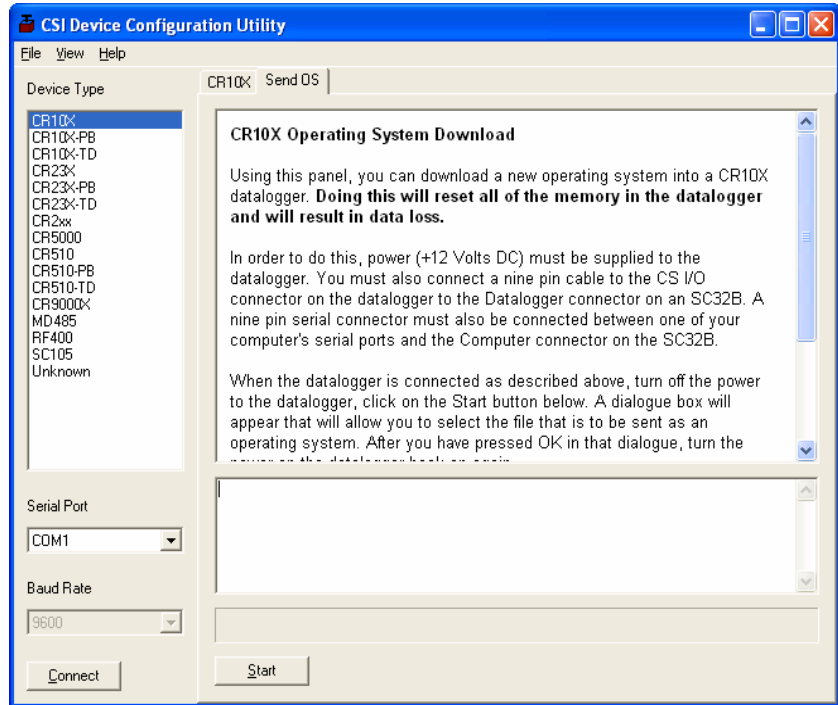 CSI Device Configuration Utility
File View Help
Device Type
CR10X
CR10X-PB
CR10X-TD
CR23X
CR23X-PB
CR23X-TD
CR2xx
CR5000
CR510
CR510-PB
CR510-TD
CR9000X
MD485
RF400
SC105
Unknown
Serial Port
COM1
Baud Rate
9600
Connect
CR10X Send OS
CR10X Operating System Download
Using this panel, you can download a new operating system into a CR10X
datalogger. Doing this will reset all of the memory in the datalogger
and will result in data loss.
In order to do this, power (+12 Volts DC) must be supplied to the
datalogger. You must also connect a nine pin cable to the CS I/O
connector on the datalogger to the Datalogger connector on an SC32B. A
nine pin serial connector must also be connected between one of your
computer's serial ports and the Computer connector on the SC32B.
When the datalogger is connected as described above, turn off the power
to the datalogger, click on the Start button below. A dialogue box will
appear that will allow you to select the file that is to be sent as an
operating system. After you have pressed OK in that dialogue, turn the
power on the datalogger back on again.
Start